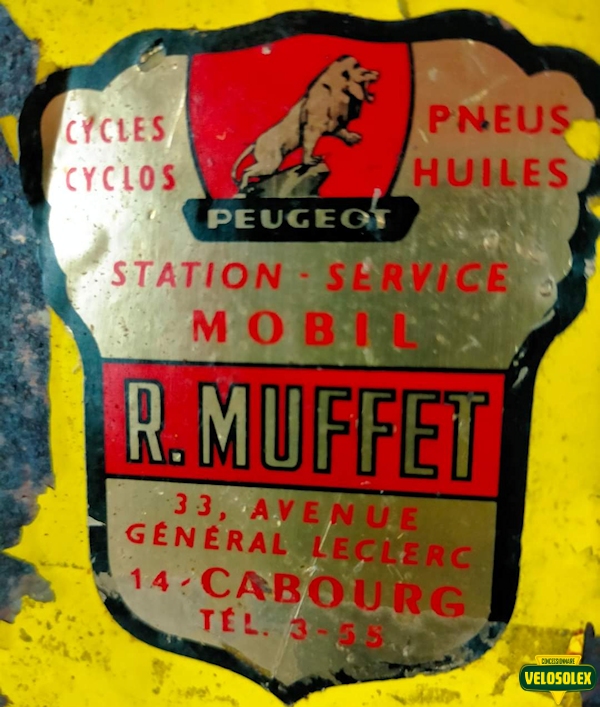 CYCLES
CYCLOS
PNEUS
HUILES
PEUGEOT
STATION - SERVICE
MOBIL
R. MUFFET
33, AVENUE
GÉNÉRAL LECLERC
14 - CABOURG
TÉL. 3-55
CONCESSIONNAIRE
VELOSOLEX